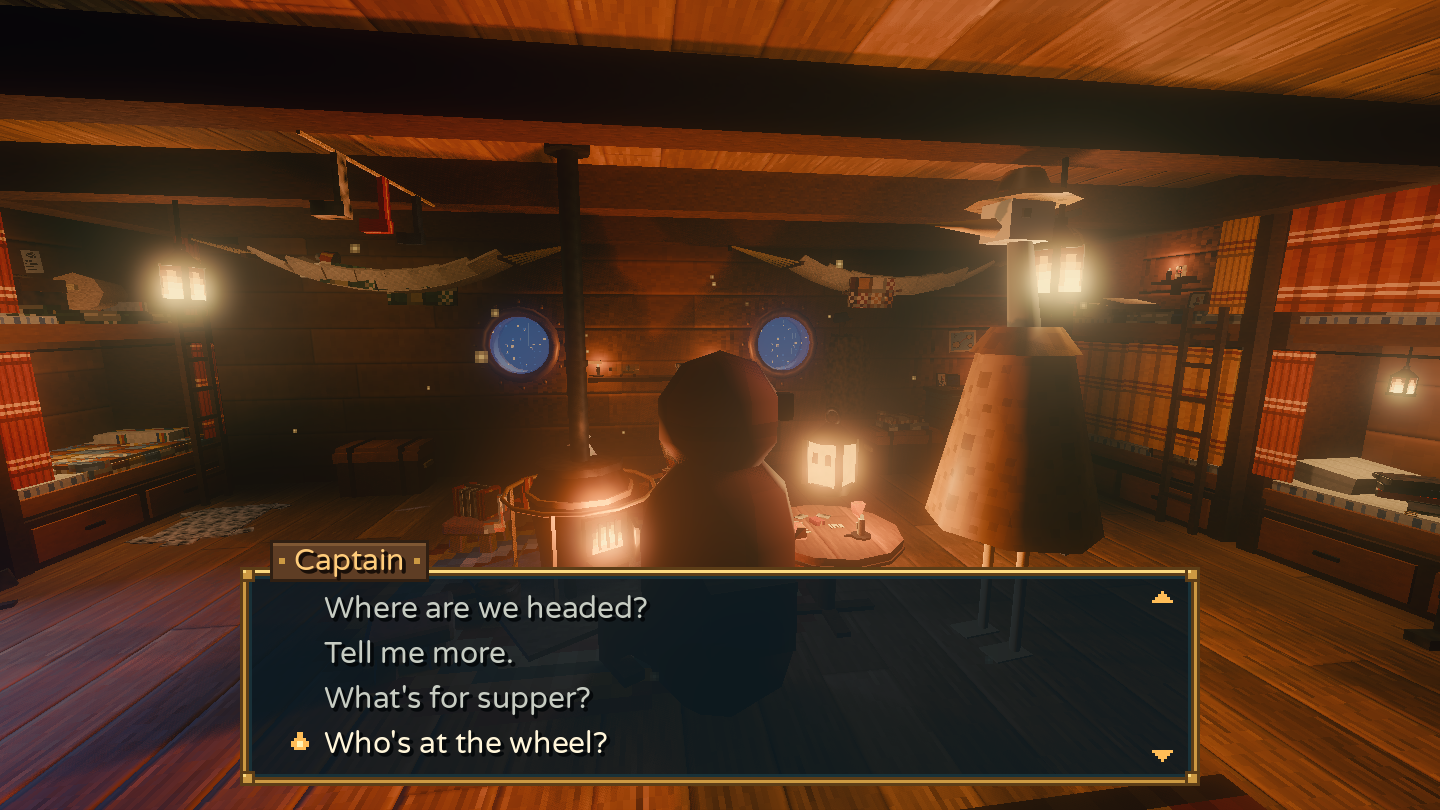 Captain
Where are we headed?
Tell me more.
What's for supper?
Who's at the wheel?